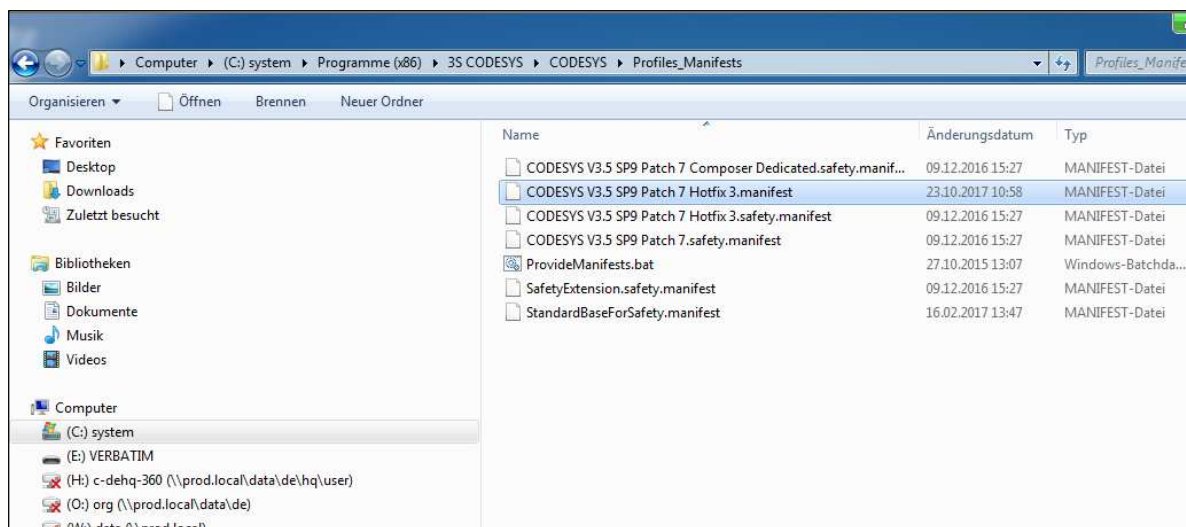 Computer ▸ (C:) system ▸ Programme (x86) ▸ 3S CODESYS ▸ CODESYS ▸ Profiles_Manifests
Profiles_Manife
Organisieren Öffnen Brennen Neuer Ordner
Favoriten
Desktop
Downloads
Zuletzt besucht
Bibliotheken
Bilder
Dokumente
Musik
Videos
Computer
(C:) system
(E:) VERBATIM
(H:) c-dehq-360 (\\prod.local\data\de\hq\user)
(O:) org (\\prod.local\data\de)
Name Änderungsdatum Typ
CODESYS V3.5 SP9 Patch 7 Composer Dedicated.safety.manif... 09.12.2016 15:27 MANIFEST-Datei
CODESYS V3.5 SP9 Patch 7 Hotfix 3.manifest 23.10.2017 10:58 MANIFEST-Datei
CODESYS V3.5 SP9 Patch 7 Hotfix 3.safety.manifest 09.12.2016 15:27 MANIFEST-Datei
CODESYS V3.5 SP9 Patch 7.safety.manifest 09.12.2016 15:27 MANIFEST-Datei
ProvideManifests.bat 27.10.2015 13:07 Windows-Batchda...
SafetyExtension.safety.manifest 09.12.2016 15:27 MANIFEST-Datei
StandardBaseForSafety.manifest 16.02.2017 13:47 MANIFEST-Datei